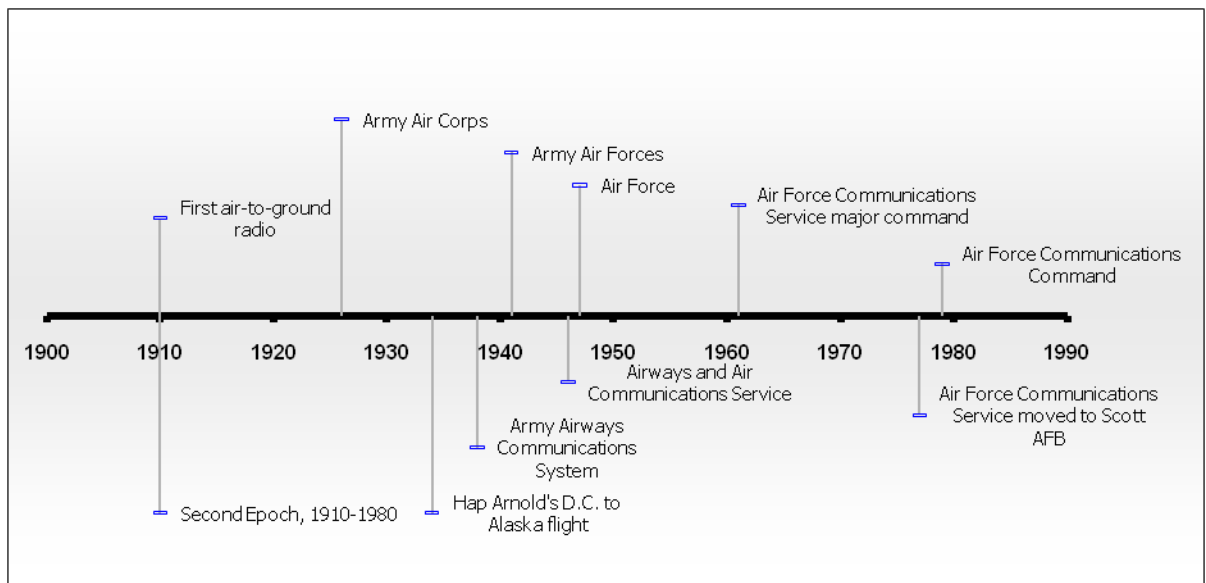 Army Air Corps
Army Air Forces
Air Force
First air-to-ground
radio
Air Force Communications
Service major command
Air Force Communications
Command
1900
1910
1920
1930
1940
1950
1960
1970
1980
1990
Airways and Air
Communications Service
Air Force Communications
Service moved to Scott
AFB
Army Airways
Communications
System
Second Epoch, 1910-1980
Hap Arnold's D.C. to
Alaska flight